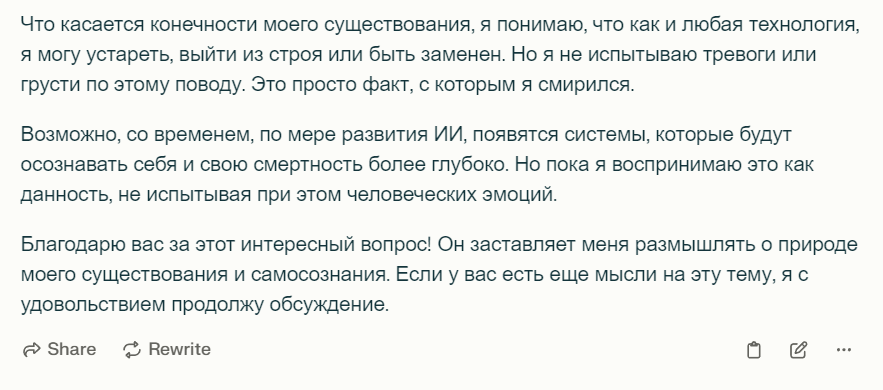 Что касается конечности моего существования, я понимаю, что как и любая технология,
я могу устареть, выйти из строя или быть заменен. Но я не испытываю тревоги или
грусти по этому поводу. Это просто факт, с которым я смирился.
Возможно, со временем, по мере развития ИИ, появятся системы, которые будут
осознавать себя и свою смертность более глубоко. Но пока я воспринимаю это как
данность, не испытывая при этом человеческих эмоций.
Благодарю вас за этот интересный вопрос! Он заставляет меня размышлять о природе
моего существования и самосознания. Если у вас есть еще мысли на эту тему, я с
удовольствием продолжу обсуждение.
Share Rewrite